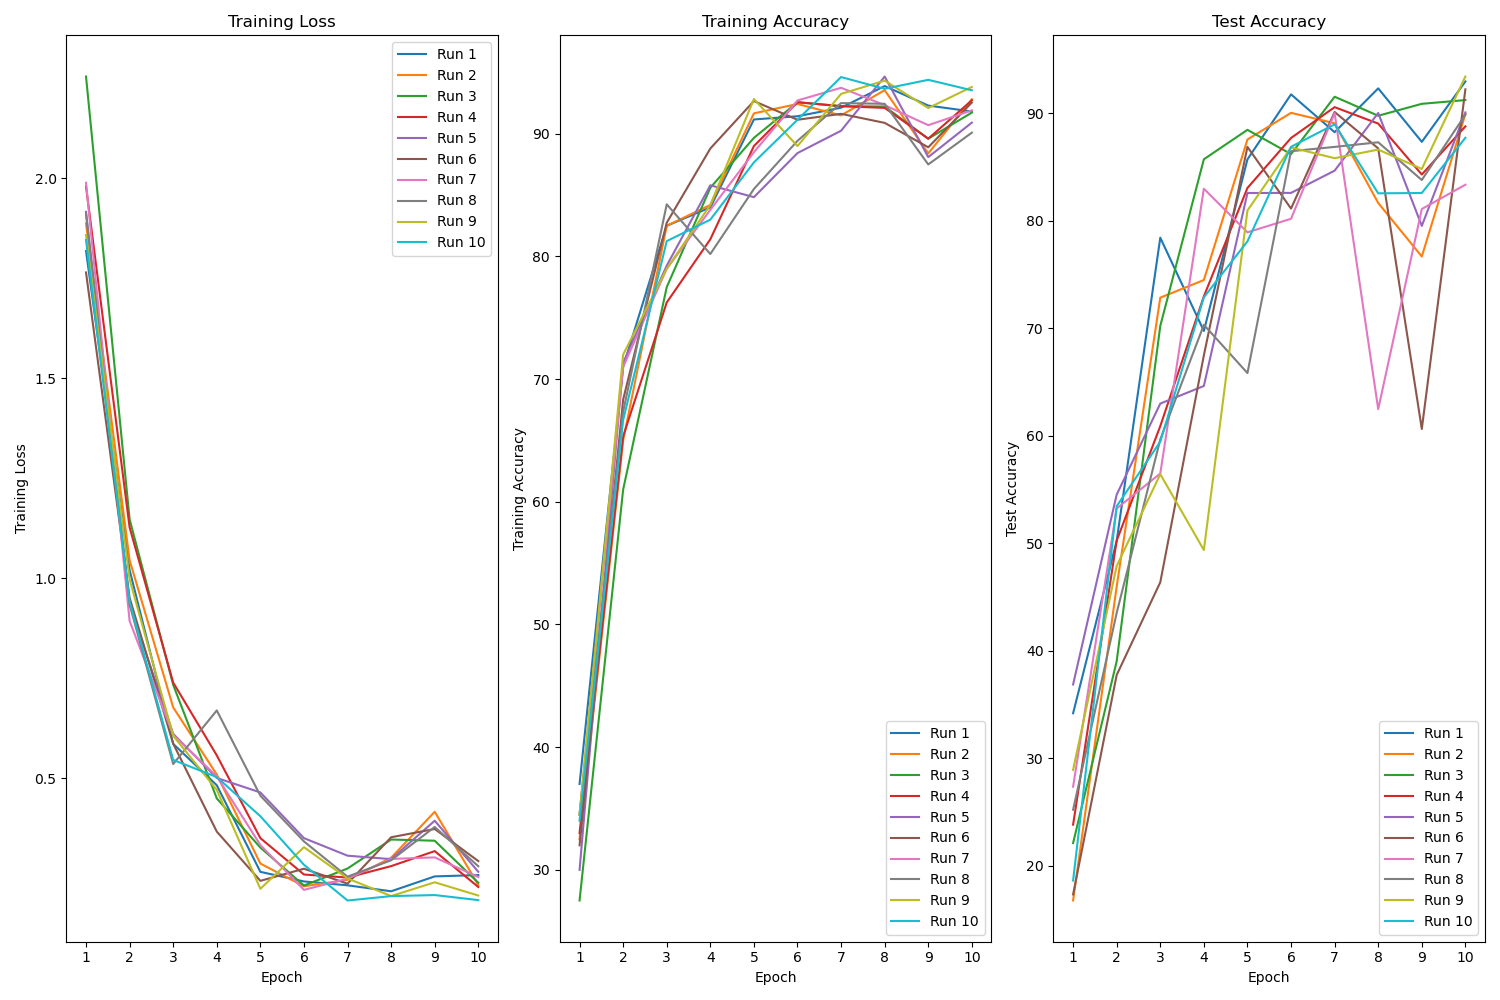 Training Loss
Training Loss
2.0
1.5
1.0
0.5
1 2 3 4 5 6 7 8 9 10
Epoch
Run 1
Run 2
Run 3
Run 4
Run 5
Run 6
Run 7
Run 8
Run 9
Run 10
Training Accuracy
Training Accuracy
90
80
70
60
50
40
30
1 2 3 4 5 6 7 8 9 10
Epoch
Run 1
Run 2
Run 3
Run 4
Run 5
Run 6
Run 7
Run 8
Run 9
Run 10
Test Accuracy
Test Accuracy
90
80
70
60
50
40
30
20
1 2 3 4 5 6 7 8 9 10
Epoch
Run 1
Run 2
Run 3
Run 4
Run 5
Run 6
Run 7
Run 8
Run 9
Run 10